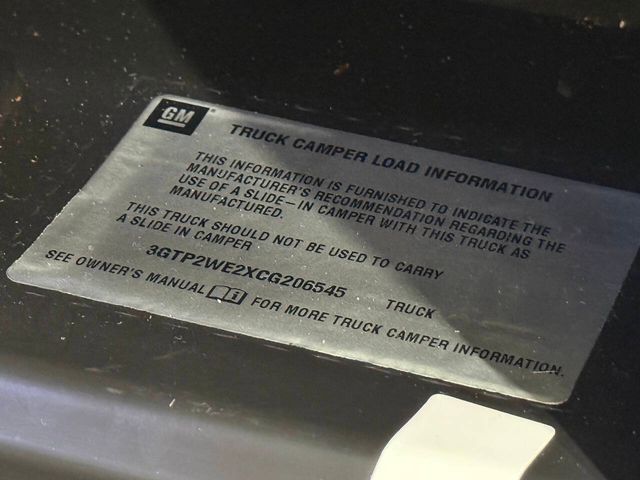 GM
TRUCK CAMPER LOAD INFORMATION
THIS INFORMATION IS FURNISHED TO INDICATE THE
MANUFACTURER'S RECOMMENDATION REGARDING THE
USE OF A SLIDE-IN CAMPER WITH THIS TRUCK AS
MANUFACTURED.
THIS TRUCK SHOULD NOT BE USED TO CARRY
A SLIDE IN CAMPER
3GTP2WE2XCG206545 TRUCK
SEE OWNER'S MANUAL FOR MORE TRUCK CAMPER INFORMATION.